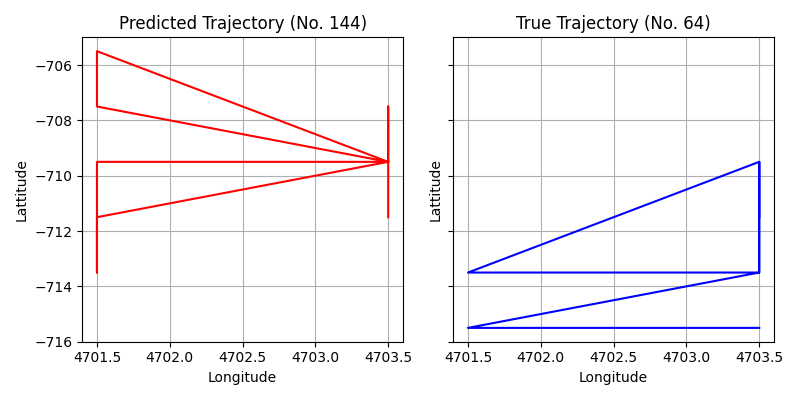 Predicted Trajectory (No. 144)
True Trajectory (No. 64)
Lattitude
−706
−708
−710
−712
−714
−716
4701.5 4702.0 4702.5 4703.0 4703.5
Longitude
Lattitude
4701.5 4702.0 4702.5 4703.0 4703.5
Longitude